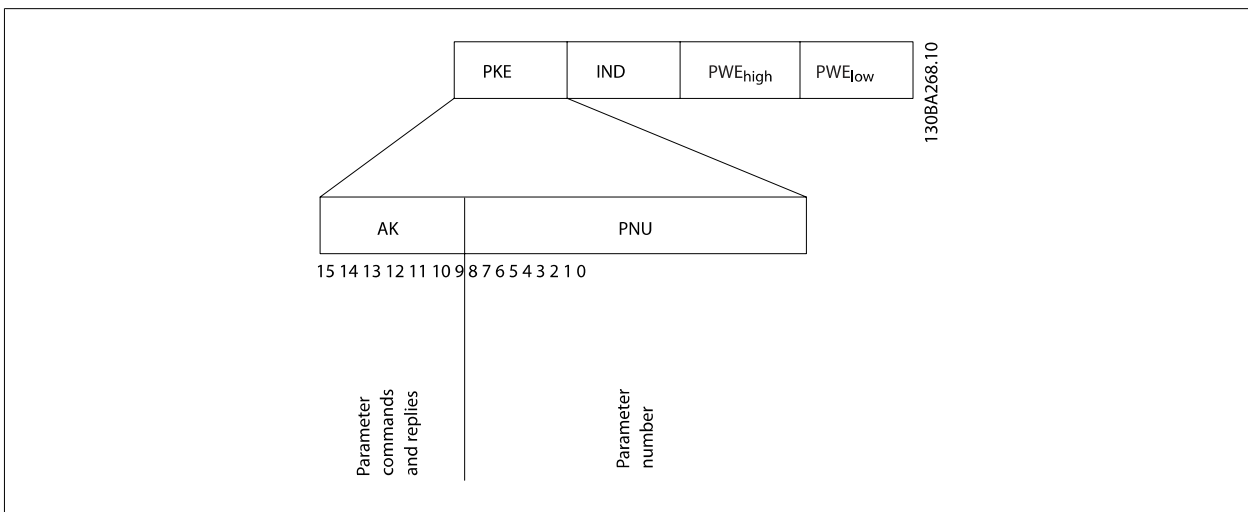 PKE IND PWEhigh PWElow
130BA268.10
AK PNU
15 14 13 12 11 10 9 8 7 6 5 4 3 2 1 0
Parameter
commands
and replies
Parameter
number